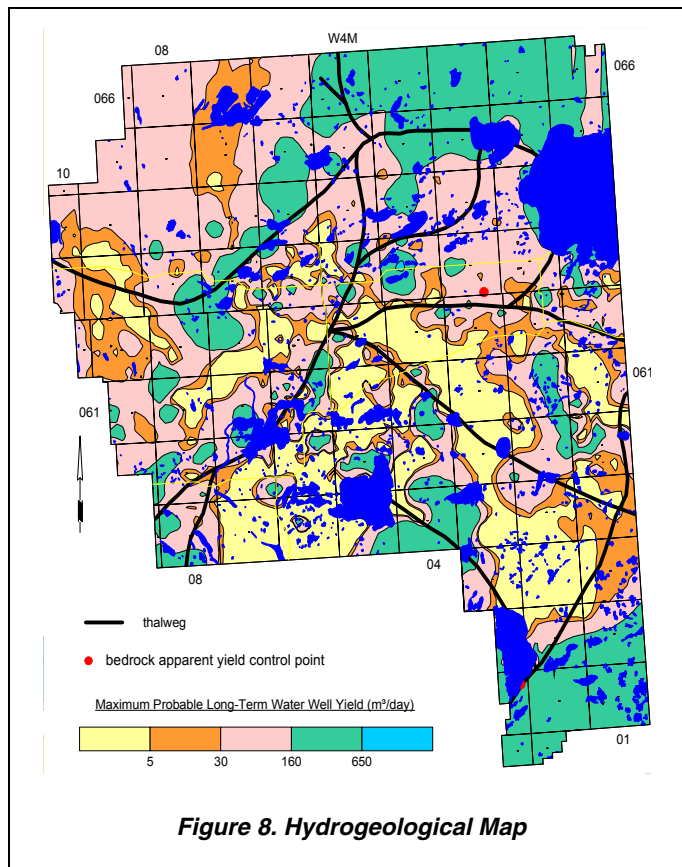 W4M
08
066
066
10
061
061
04
08
thalweg
bedrock apparent yield control point
Maximum Probable Long-Term Water Well Yield (m³/day)
5 30 160 650
01
Figure 8. Hydrogeological Map